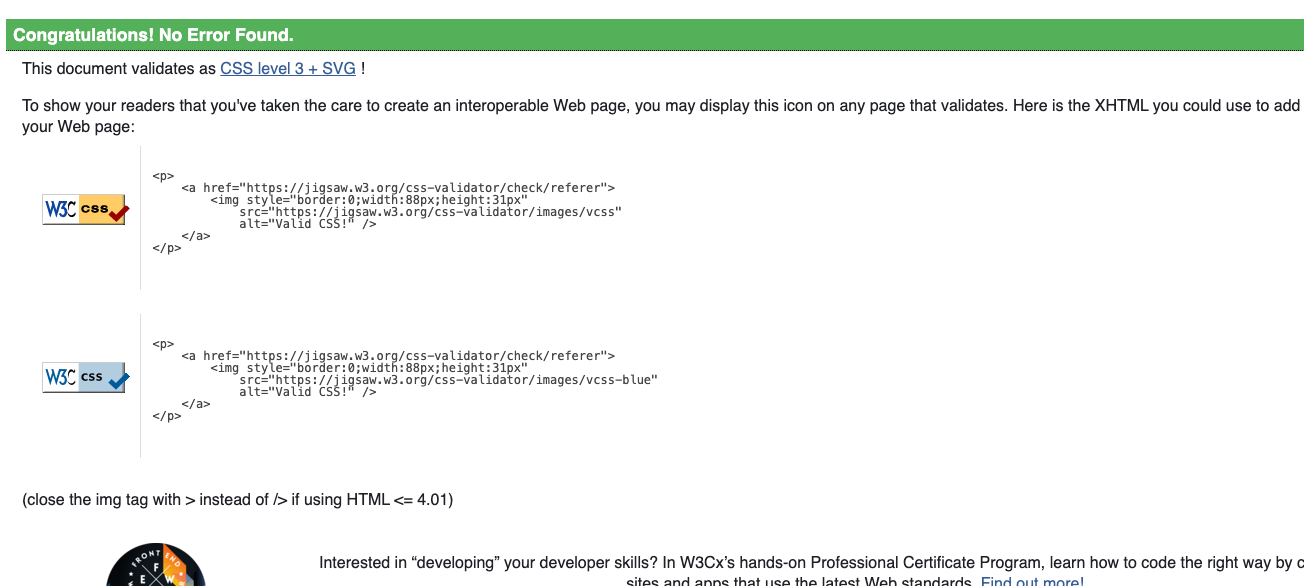 Congratulations! No Error Found.
This document validates as CSS level 3 + SVG !
To show your readers that you've taken the care to create an interoperable Web page, you may display this icon on any page that validates. Here is the XHTML you could use to add
your Web page:
<p>
<a href="https://jigsaw.w3.org/css-validator/check/referer">
<img style="border:0;width:88px;height:31px"
W3C css
src="https://jigsaw.w3.org/css-validator/images/vcss"
alt="Valid CSS!" />
</a>
</p>
<p>
<a href="https://jigsaw.w3.org/css-validator/check/referer">
<img style="border:0;width:88px;height:31px"
W3C css
src="https://jigsaw.w3.org/css-validator/images/vcss-blue"
alt="Valid CSS!" />
</a>
</p>
(close the img tag with > instead of /> if using HTML <= 4.01)
FRONT END
F
E W
Interested in “developing” your developer skills? In W3Cx’s hands-on Professional Certificate Program, learn how to code the right way by c
sites and apps that use the latest Web standards. Find out more!